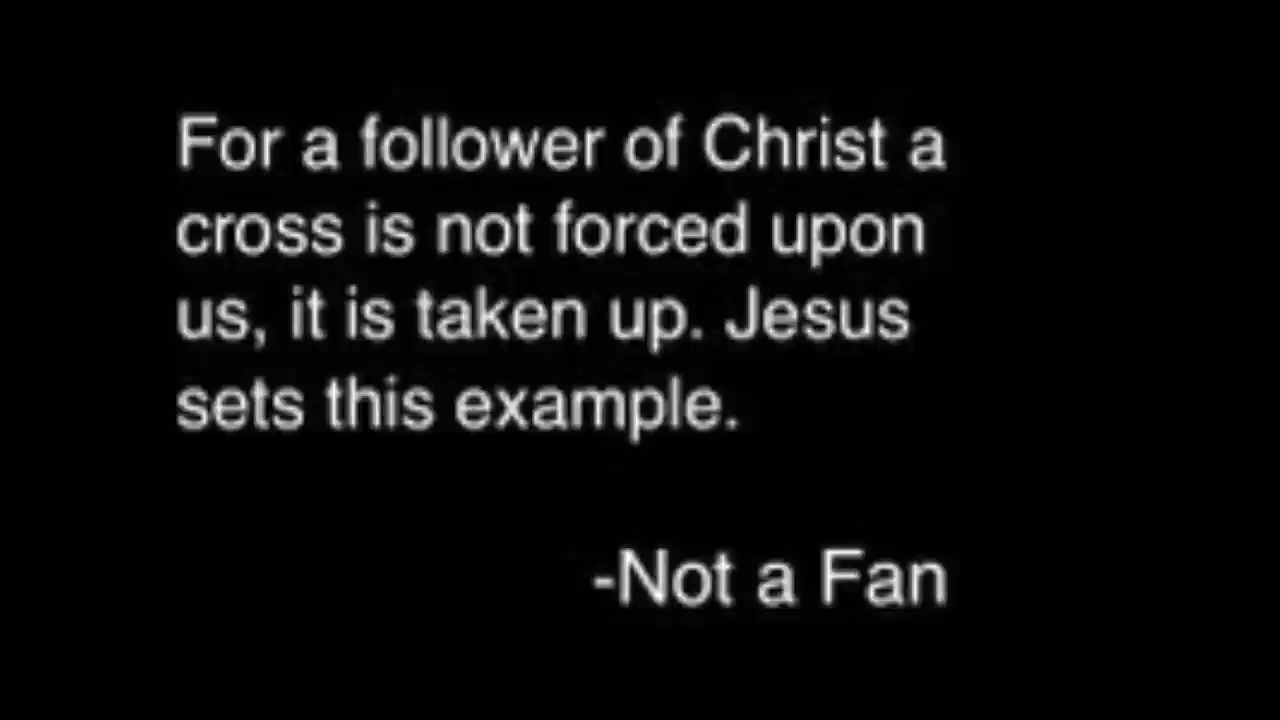 For a follower of Christ a
cross is not forced upon
us, it is taken up. Jesus
sets this example.
-Not a Fan